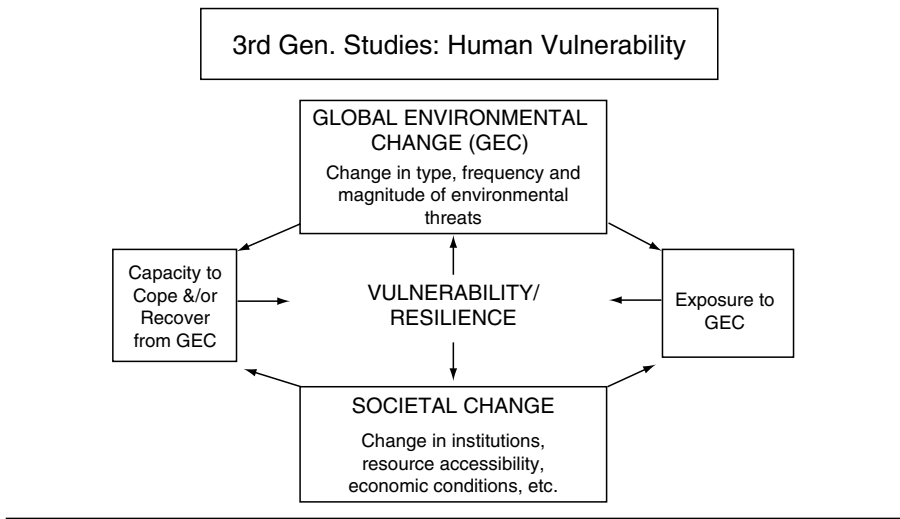 3rd Gen. Studies: Human Vulnerability
GLOBAL ENVIRONMENTAL
CHANGE (GEC)
Change in type, frequency and
magnitude of environmental
threats
Capacity to
Cope &/or
Recover
from GEC
VULNERABILITY/
RESILIENCE
Exposure to
GEC
SOCIETAL CHANGE
Change in institutions,
resource accessibility,
economic conditions, etc.